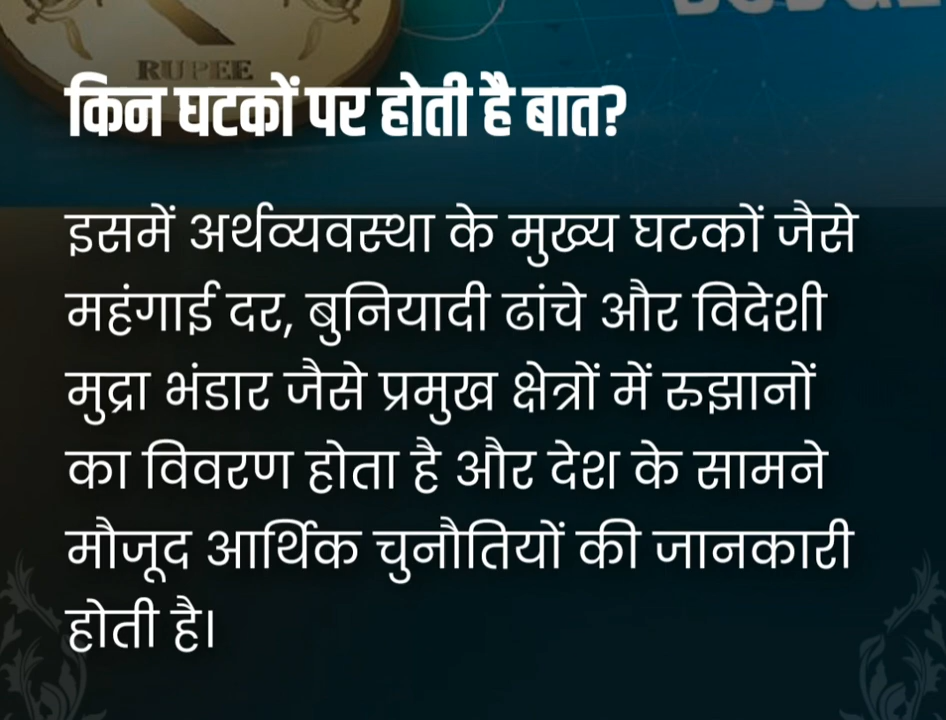 RUPEE
किन घटकों पर होती है बात?
इसमें अर्थव्यवस्था के मुख्य घटकों जैसे
महंगाई दर, बुनियादी ढांचे और विदेशी
मुद्रा भंडार जैसे प्रमुख क्षेत्रों में रुझानों
का विवरण होता है और देश के सामने
मौजूद आर्थिक चुनौतियों की जानकारी
होती है।